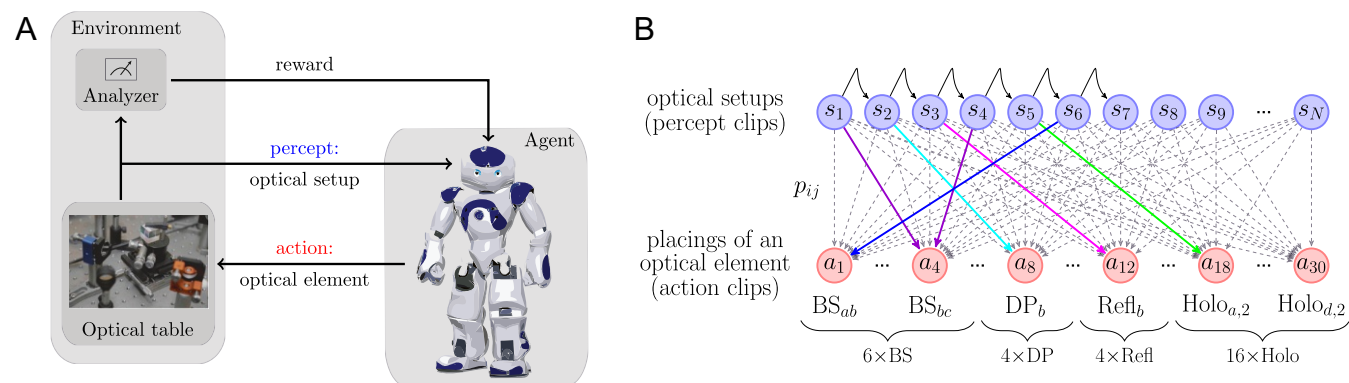 A
Environment
Analyzer
reward
percept:
optical setup
action:
optical element
Optical table
Agent
B
optical setups
(percept clips)
s1 s2 s3 s4 s5 s6 s7 s8 s9 ... sN
pij
placings of an
optical element
(action clips)
a1 ... a4 ... a8 ... a12 ... a18 ... a30
BSab BSbc DPb Reflb Holoa,2 Holod,2
6×BS 4×DP 4×Refl 16×Holo